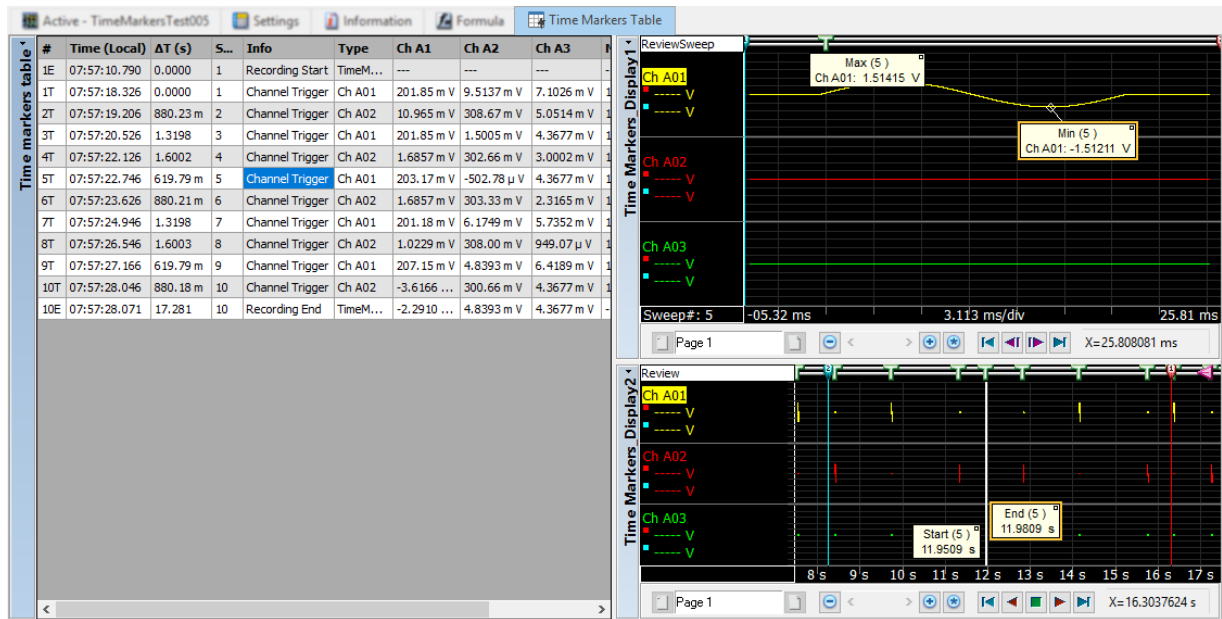 Active - TimeMarkersTest005 Settings Information Formula Time Markers Table
Time markers table
# Time (Local) ΔT (s) S... Info Type Ch A1 Ch A2 Ch A3
1E 07:57:10.790 0.0000 1 Recording Start TimeM... --- --- --- -
1T 07:57:18.326 0.0000 1 Channel Trigger Ch A01 201.85 m V 9.5137 m V 7.1026 m V 1
2T 07:57:19.206 880.23 m 2 Channel Trigger Ch A02 10.965 m V 308.67 m V 5.0514 m V 1
3T 07:57:20.526 1.3198 3 Channel Trigger Ch A01 201.85 m V 1.5005 m V 4.3677 m V 1
4T 07:57:22.126 1.6002 4 Channel Trigger Ch A02 1.6857 m V 302.66 m V 3.0002 m V 1
5T 07:57:22.746 619.79 m 5 Channel Trigger Ch A01 203.17 m V -502.78 µ V 4.3677 m V 1
6T 07:57:23.626 880.21 m 6 Channel Trigger Ch A02 1.6857 m V 303.33 m V 2.3165 m V 1
7T 07:57:24.946 1.3198 7 Channel Trigger Ch A01 201.18 m V 6.1749 m V 5.7352 m V 1
8T 07:57:26.546 1.6003 8 Channel Trigger Ch A02 1.0229 m V 308.00 m V 949.07 µ V 1
9T 07:57:27.166 619.79 m 9 Channel Trigger Ch A01 207.15 m V 4.8393 m V 6.4189 m V 1
10T 07:57:28.046 880.18 m 10 Channel Trigger Ch A02 -3.6166 ... 300.66 m V 4.3677 m V 1
10E 07:57:28.071 17.281 10 Recording End TimeM... -2.2910 ... 4.8393 m V 4.3677 m V -
Time Markers_Display1
ReviewSweep
Ch A01
----- V
----- V
Max (5 )
Ch A01: 1.51415 V
Min (5 )
Ch A01: -1.51211 V
Ch A02
----- V
----- V
Ch A03
----- V
----- V
Sweep#: 5 -05.32 ms 3.113 ms/div 25.81 ms
Page 1 X=25.808081 ms
Time Markers_Display2
Review
2 1
Ch A01
----- V
----- V
Ch A02
----- V
----- V
Ch A03
----- V
----- V
Start (5 )
11.9509 s
End (5 )
11.9809 s
8 s 9 s 10 s 11 s 12 s 13 s 14 s 15 s 16 s 17 s
Page 1 X=16.3037624 s